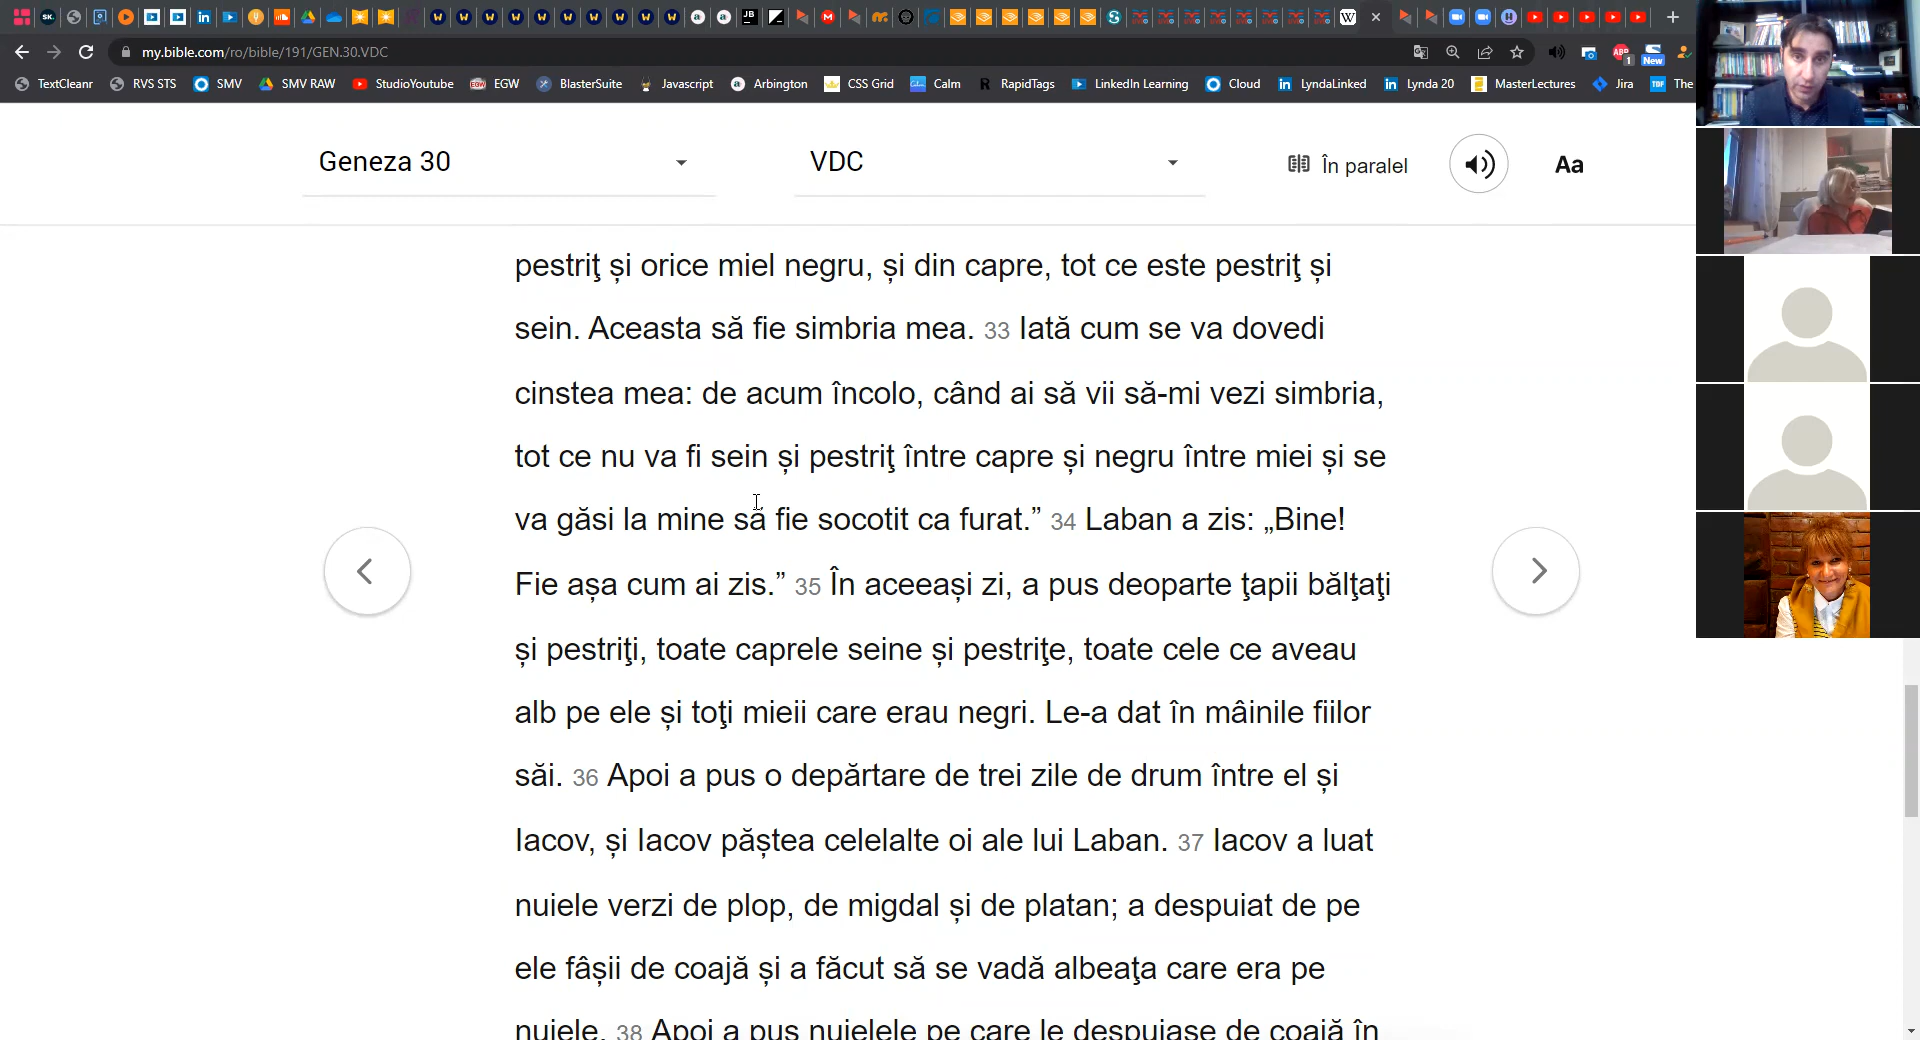 my.bible.com/ro/bible/191/GEN.30.VDC
TextCleanr
RVS STS
SMV
SMV RAW
StudioYoutube
EGW
BlasterSuite
Javascript
Arbington
CSS Grid
Calm
RapidTags
LinkedIn Learning
Cloud
LyndaLinked
Lynda 20
MasterLectures
Jira
The
New
Geneza 30
VDC
În paralel
Aa
pestriţ și orice miel negru, și din capre, tot ce este pestriţ și
sein. Aceasta să fie simbria mea. 33 Iată cum se va dovedi
cinstea mea: de acum încolo, când ai să vii să-mi vezi simbria,
tot ce nu va fi sein și pestriţ între capre și negru între miei și se
va găsi la mine să fie socotit ca furat.” 34 Laban a zis: „Bine!
Fie așa cum ai zis.” 35 În aceeași zi, a pus deoparte ţapii bălţaţi
și pestriţi, toate caprele seine și pestriţe, toate cele ce aveau
alb pe ele și toţi mieii care erau negri. Le-a dat în mâinile fiilor
săi. 36 Apoi a pus o depărtare de trei zile de drum între el și
Iacov, și Iacov păștea celelalte oi ale lui Laban. 37 Iacov a luat
nuiele verzi de plop, de migdal și de platan; a despuiat de pe
ele fâșii de coajă și a făcut să se vadă albeaţa care era pe
nuiele. 38 Apoi a pus nuielele pe care le despuiase de coajă în